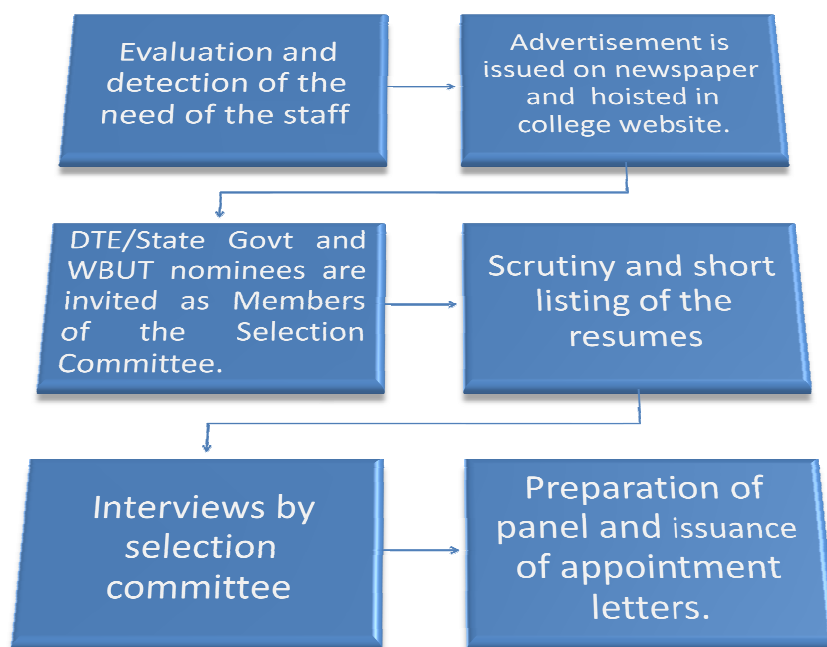 Evaluation and
detection of the
need of the staff
Advertisement is
issued on newspaper
and hoisted in
college website.
DTE/State Govt and
WBUT nominees are
invited as Members
of the Selection
Committee.
Scrutiny and short
listing of the
resumes
Interviews by
selection
committee
Preparation of
panel and issuance
of appointment
letters.